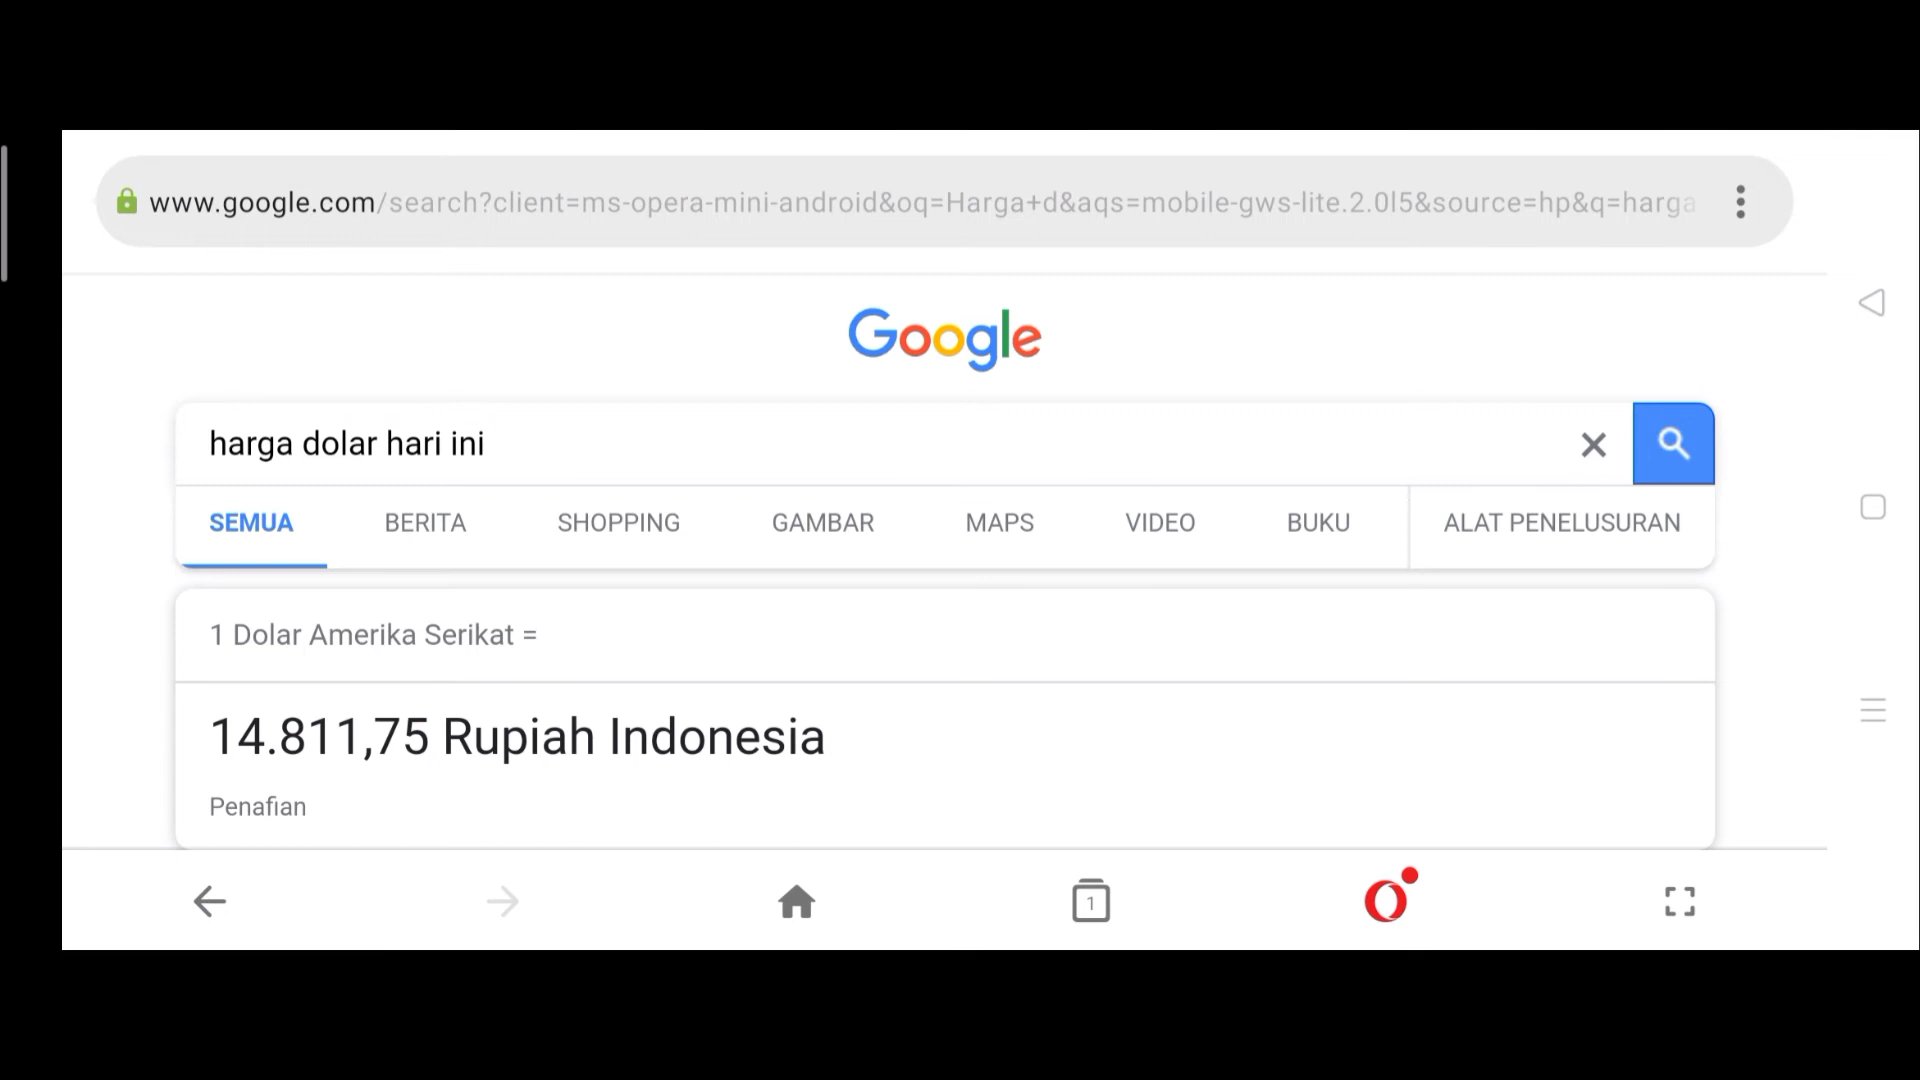 www.google.com/search?client=ms-opera-mini-android&oq=Harga+d&aqs=mobile-gws-lite.2.0l5&source=hp&q=harga
Google
harga dolar hari ini
SEMUA BERITA SHOPPING GAMBAR MAPS VIDEO BUKU ALAT PENELUSURAN
1 Dolar Amerika Serikat =
14.811,75 Rupiah Indonesia
Penafian
1